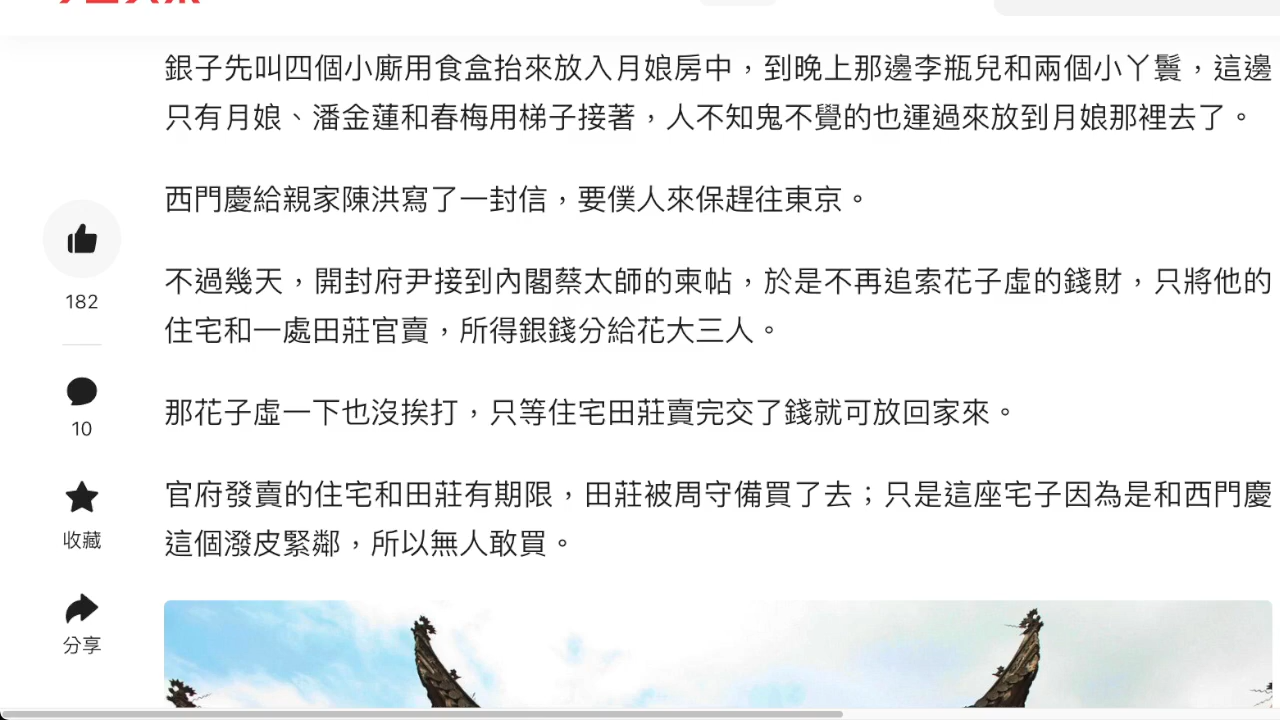 銀子先叫四個小廝用食盒抬來放入月娘房中，到晚上那邊李瓶兒和兩個小丫鬟，這邊
只有月娘、潘金蓮和春梅用梯子接著，人不知鬼不覺的也運過來放到月娘那裡去了。
西門慶給親家陳洪寫了一封信，要僕人來保趕往東京。
182
不過幾天，開封府尹接到內閣蔡太師的柬帖，於是不再追索花子虛的錢財，只將他的
住宅和一處田莊官賣，所得銀錢分給花大三人。
10
那花子虛一下也沒挨打，只等住宅田莊賣完交了錢就可放回家來。
官府發賣的住宅和田莊有期限，田莊被周守備買了去；只是這座宅子因為是和西門慶
這個潑皮緊鄰，所以無人敢買。
收藏
分享